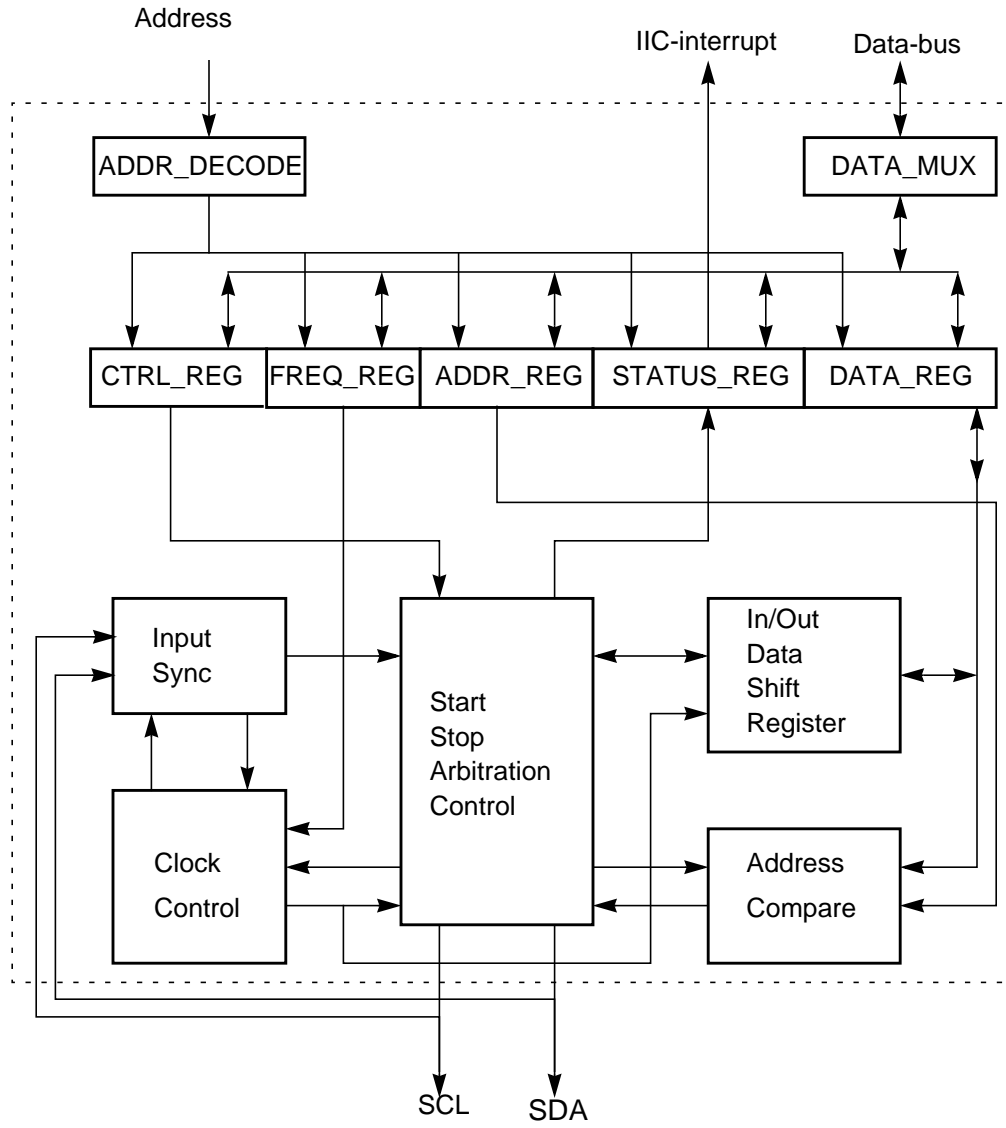 Address
IIC-interrupt
Data-bus
ADDR_DECODE
DATA_MUX
CTRL_REG
FREQ_REG
ADDR_REG
STATUS_REG
DATA_REG
Input
Sync
Start
Stop
Arbitration
Control
In/Out
Data
Shift
Register
Clock
Control
Address
Compare
SCL
SDA